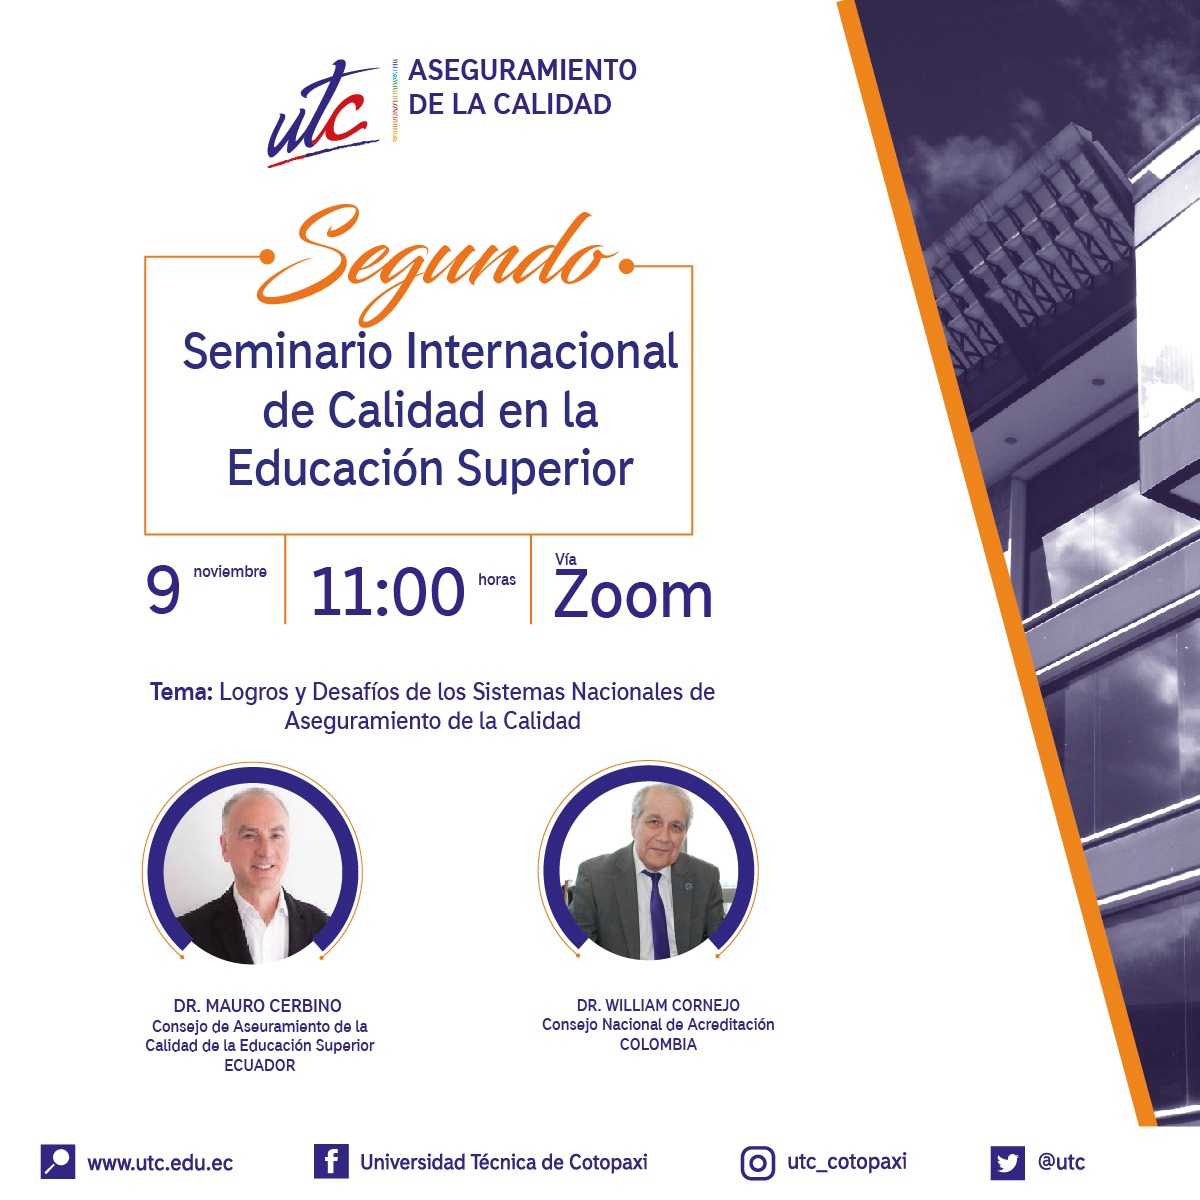 utc
ASEGURAMIENTO
DE LA CALIDAD
Segundo
Seminario Internacional
de Calidad en la
Educación Superior
9 noviembre
11:00 horas
Vía
Zoom
Tema: Logros y Desafíos de los Sistemas Nacionales de
Aseguramiento de la Calidad
DR. MAURO CERBINO
Consejo de Aseuramiento de la
Calidad de la Educación Superior
ECUADOR
DR. WILLIAM CORNEJO
Consejo Nacional de Acreditación
COLOMBIA
www.utc.edu.ec
Universidad Técnica de Cotopaxi
utc_cotopaxi
@utc